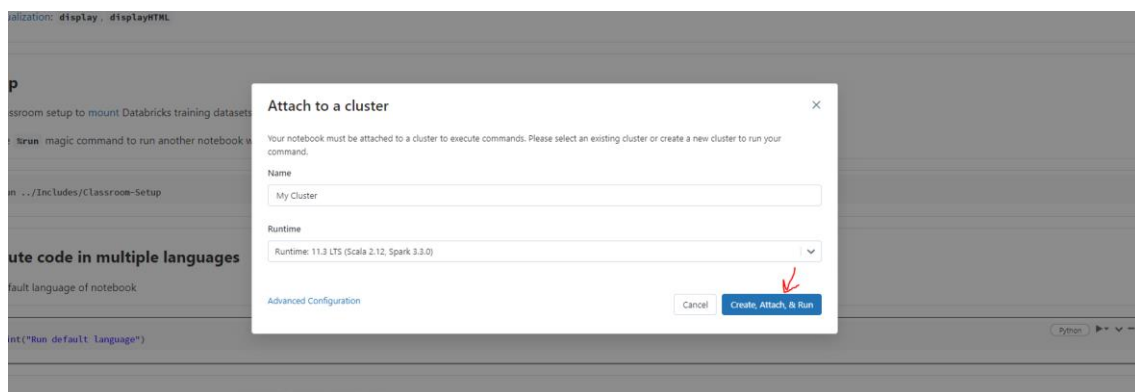 alization: display, displayHTML
p
ssroom setup to mount Databricks training datasets
%run magic command to run another notebook w
n ../Includes/Classroom-Setup
ute code in multiple languages
fault language of notebook
int("Run default language")
Python
Attach to a cluster
Your notebook must be attached to a cluster to execute commands. Please select an existing cluster or create a new cluster to run your
command.
Name
My Cluster
Runtime
Runtime: 11.3 LTS (Scala 2.12, Spark 3.3.0)
Advanced Configuration
Cancel
Create, Attach, & Run